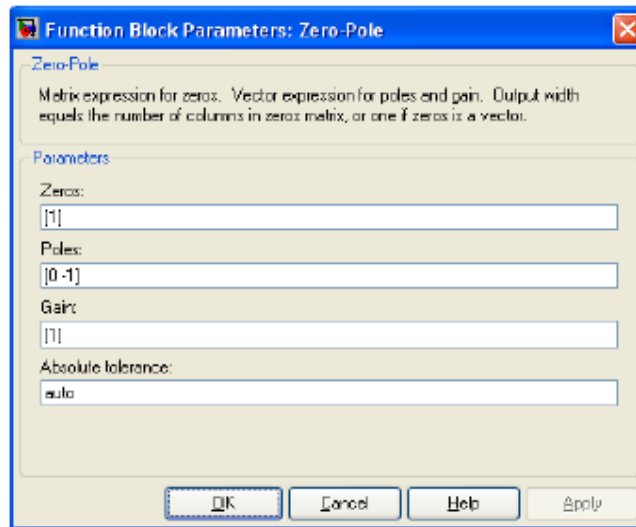 Function Block Parameters: Zero-Pole
Zero-Pole
Matrix expression for zeros. Vector expression for poles and gain. Output width
equals the number of columns in zeros matrix, or one if zeros is a vector.
Parameters
Zeros:
[1]
Poles:
[0 -1]
Gain:
[1]
Absolute tolerance:
auto
OK
Cancel
Help
Apply